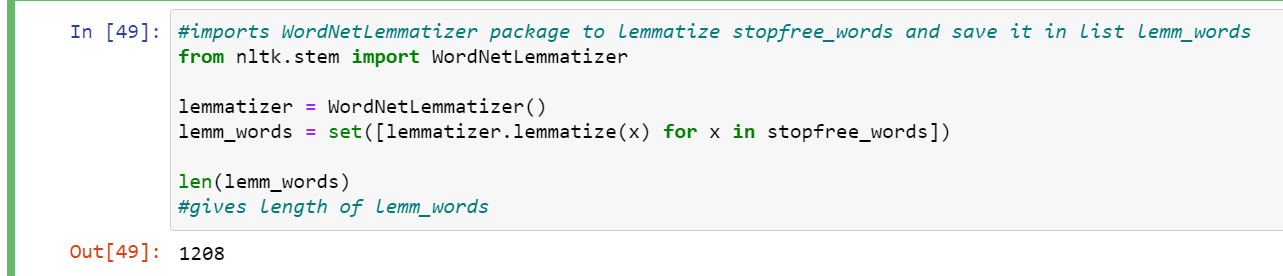 In [49]: #imports WordNetLemmatizer package to lemmatize stopfree_words and save it in list lemm_words
from nltk.stem import WordNetLemmatizer
lemmatizer = WordNetLemmatizer()
lemm_words = set([lemmatizer.lemmatize(x) for x in stopfree_words])
len(lemm_words)
#gives length of lemm_words
Out[49]: 1208